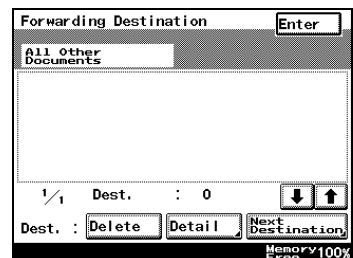 Forwarding Destination
Enter
All Other
Documents
1/1 Dest. : 0
Dest. : Delete Detail Next
Destination
Memory 100%
Free